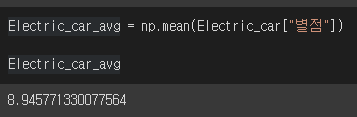 Electric_car_avg = np.mean(Electric_car["별점"])
Electric_car_avg
8.945771330077564